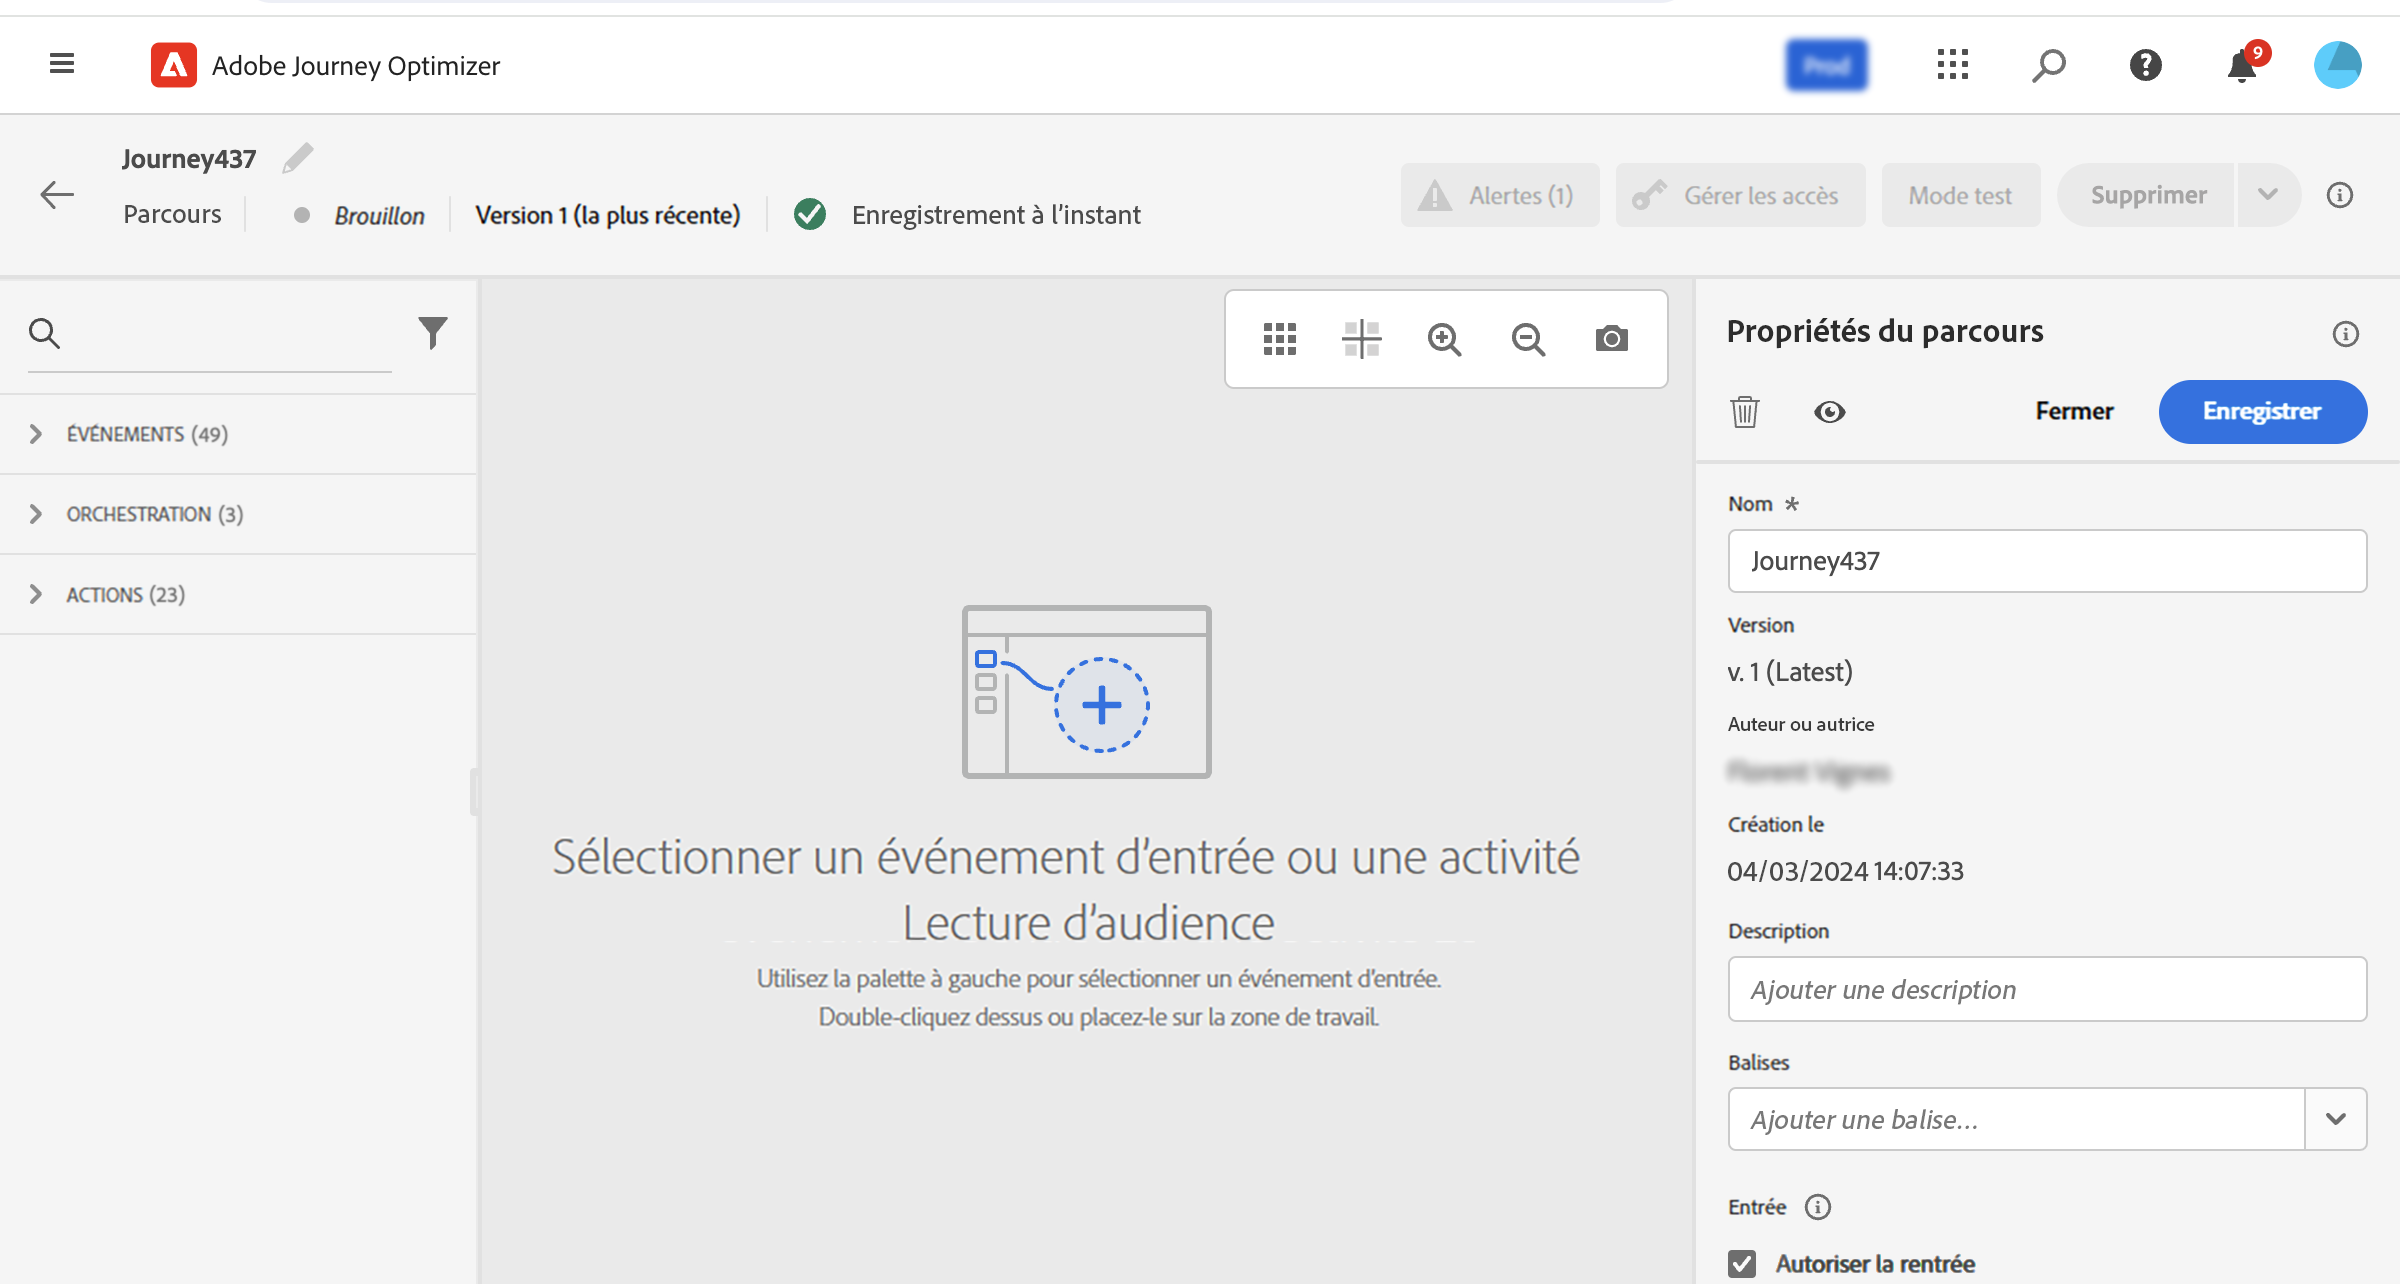 Adobe Journey Optimizer
9
Journey437
Parcours
Brouillon
Version 1 (la plus récente)
Enregistrement à l'instant
Alertes (1)
Gérer les accès
Mode test
Supprimer
ÉVÉNEMENTS (49)
ORCHESTRATION (3)
ACTIONS (23)
Sélectionner un événement d'entrée ou une activité
Lecture d'audience
Utilisez la palette à gauche pour sélectionner un événement d'entrée.
Double-cliquez dessus ou placez-le sur la zone de travail.
Propriétés du parcours
Fermer
Enregistrer
Nom *
Journey437
Version
v. 1 (Latest)
Auteur ou autrice
Création le
04/03/2024 14:07:33
Description
Ajouter une description
Balises
Ajouter une balise...
Entrée
Autoriser la rentrée